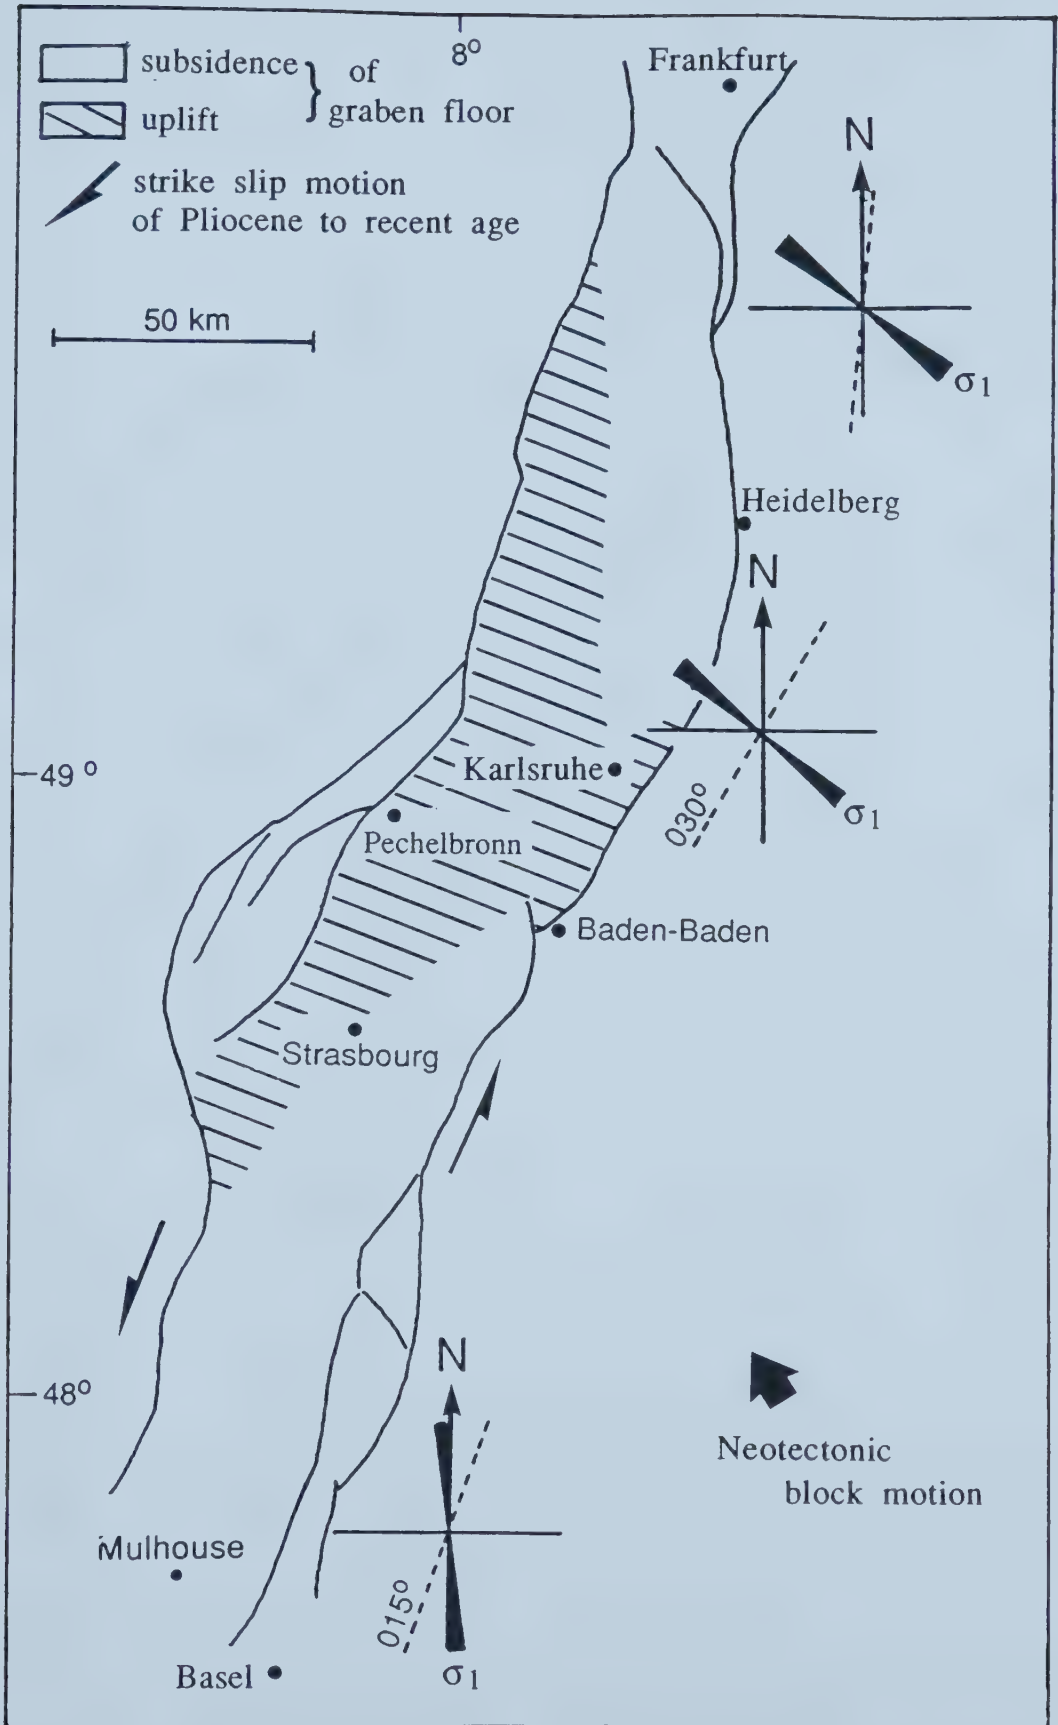 subsidence } of
uplift graben floor
strike slip motion
of Pliocene to recent age
50 km
8°
Frankfurt
N
σ1
Heidelberg
N
49°
Karlsruhe
030°
σ1
Pechelbronn
Baden-Baden
Strasbourg
48°
N
Neotectonic
block motion
Mulhouse
015°
Basel
σ1